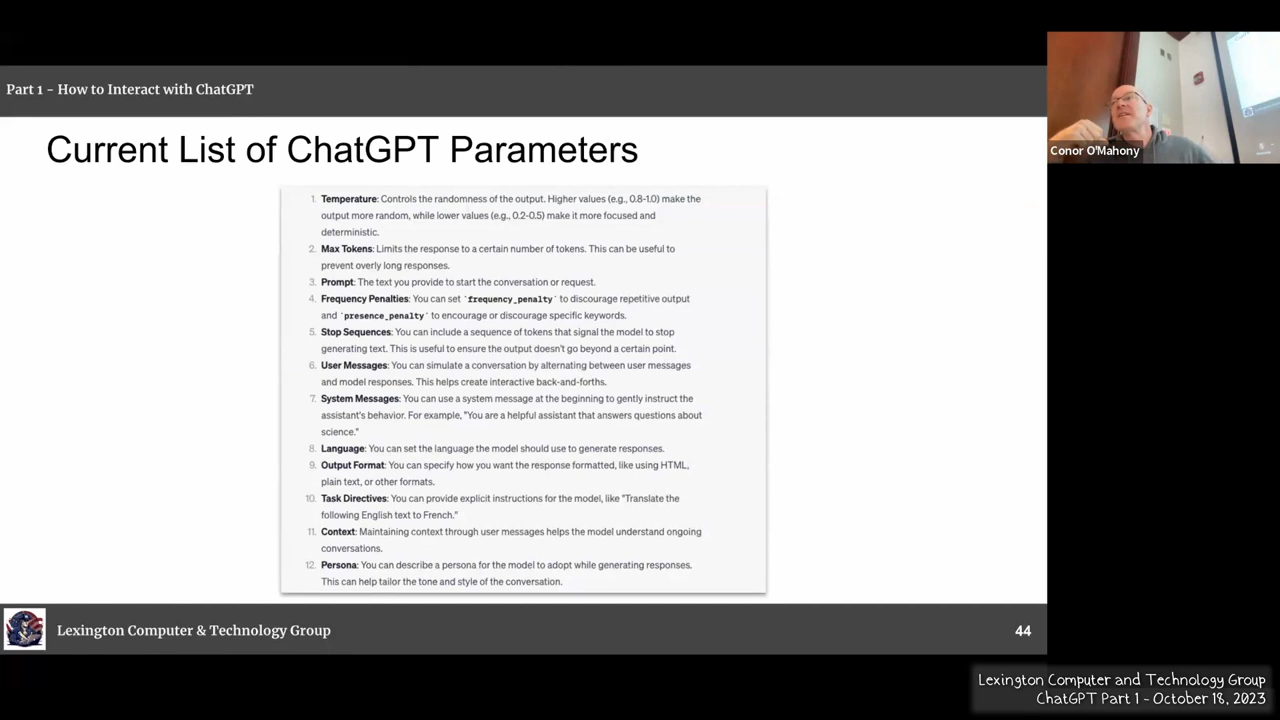 Part 1 - How to Interact with ChatGPT
Current List of ChatGPT Parameters
1. Temperature: Controls the randomness of the output. Higher values (e.g., 0.8-1.0) make the
output more random, while lower values (e.g., 0.2-0.5) make it more focused and
deterministic.
2. Max Tokens: Limits the response to a certain number of tokens. This can be useful to
prevent overly long responses.
3. Prompt: The text you provide to start the conversation or request.
4. Frequency Penalties: You can set `frequency_penalty` to discourage repetitive output
and `presence_penalty` to encourage or discourage specific keywords.
5. Stop Sequences: You can include a sequence of tokens that signal the model to stop
generating text. This is useful to ensure the output doesn't go beyond a certain point.
6. User Messages: You can simulate a conversation by alternating between user messages
and model responses. This helps create interactive back-and-forths.
7. System Messages: You can use a system message at the beginning to gently instruct the
assistant's behavior. For example, "You are a helpful assistant that answers questions about
science."
8. Language: You can set the language the model should use to generate responses.
9. Output Format: You can specify how you want the response formatted, like using HTML,
plain text, or other formats.
10. Task Directives: You can provide explicit instructions for the model, like "Translate the
following English text to French."
11. Context: Maintaining context through user messages helps the model understand ongoing
conversations.
12. Persona: You can describe a persona for the model to adopt while generating responses.
This can help tailor the tone and style of the conversation.
Lexington Computer & Technology Group
44
Conor O'Mahony
Lexington Computer and Technology Group
ChatGPT Part 1 - October 18, 2023